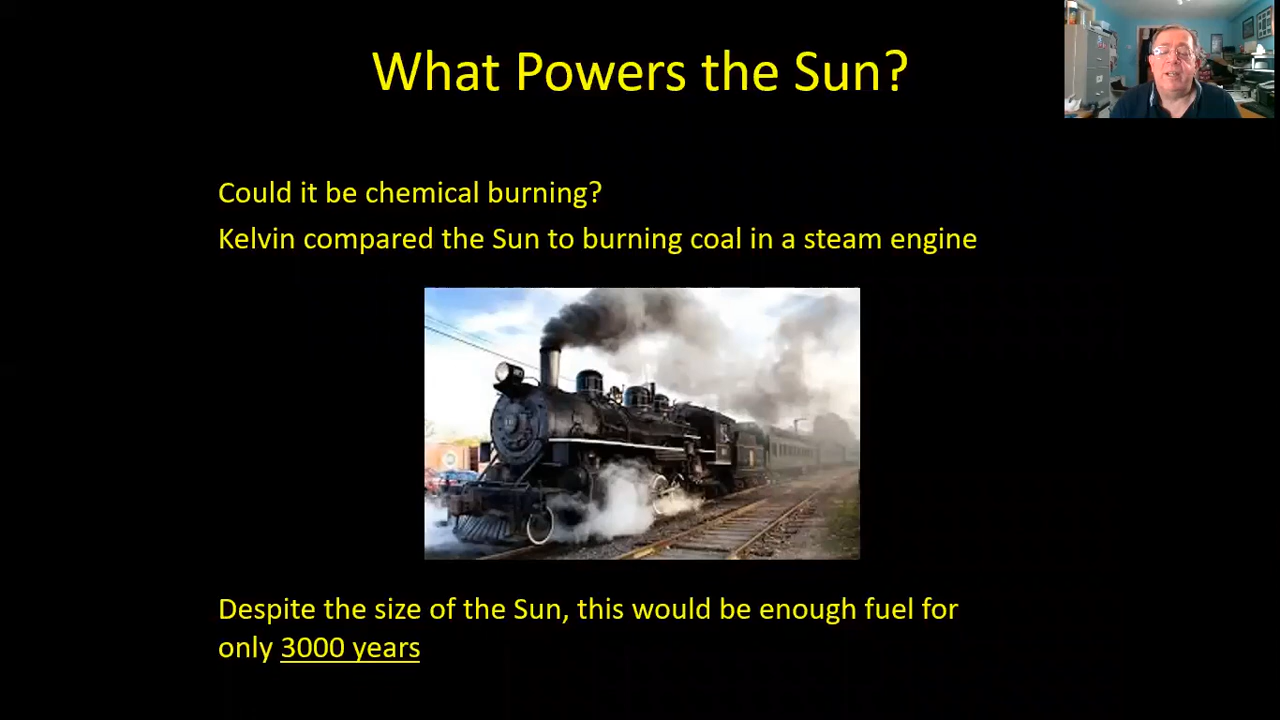 What Powers the Sun?
Could it be chemical burning?
Kelvin compared the Sun to burning coal in a steam engine
Despite the size of the Sun, this would be enough fuel for
only 3000 years